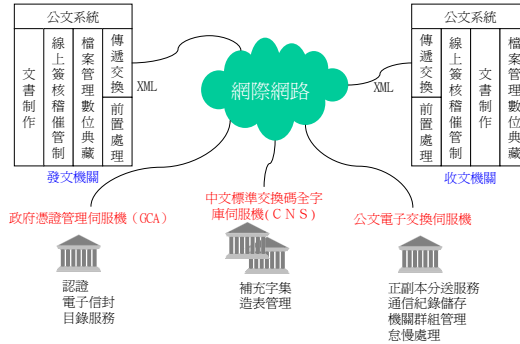 公文系統
文書制作
線上簽核稽催管制
檔案管理數位典藏
傳遞交換
前置處理
XML
發文機關
網際網路
公文系統
傳遞交換
前置處理
線上簽核稽催管制
文書制作
檔案管理數位典藏
XML
收文機關
政府憑證管理伺服機（GCA）
認證
電子信封
目錄服務
中文標準交換碼全字
庫伺服機(CNS)
補充字集
造表管理
公文電子交換伺服機
正副本分送服務
通信紀錄儲存
機關群組管理
怠慢處理